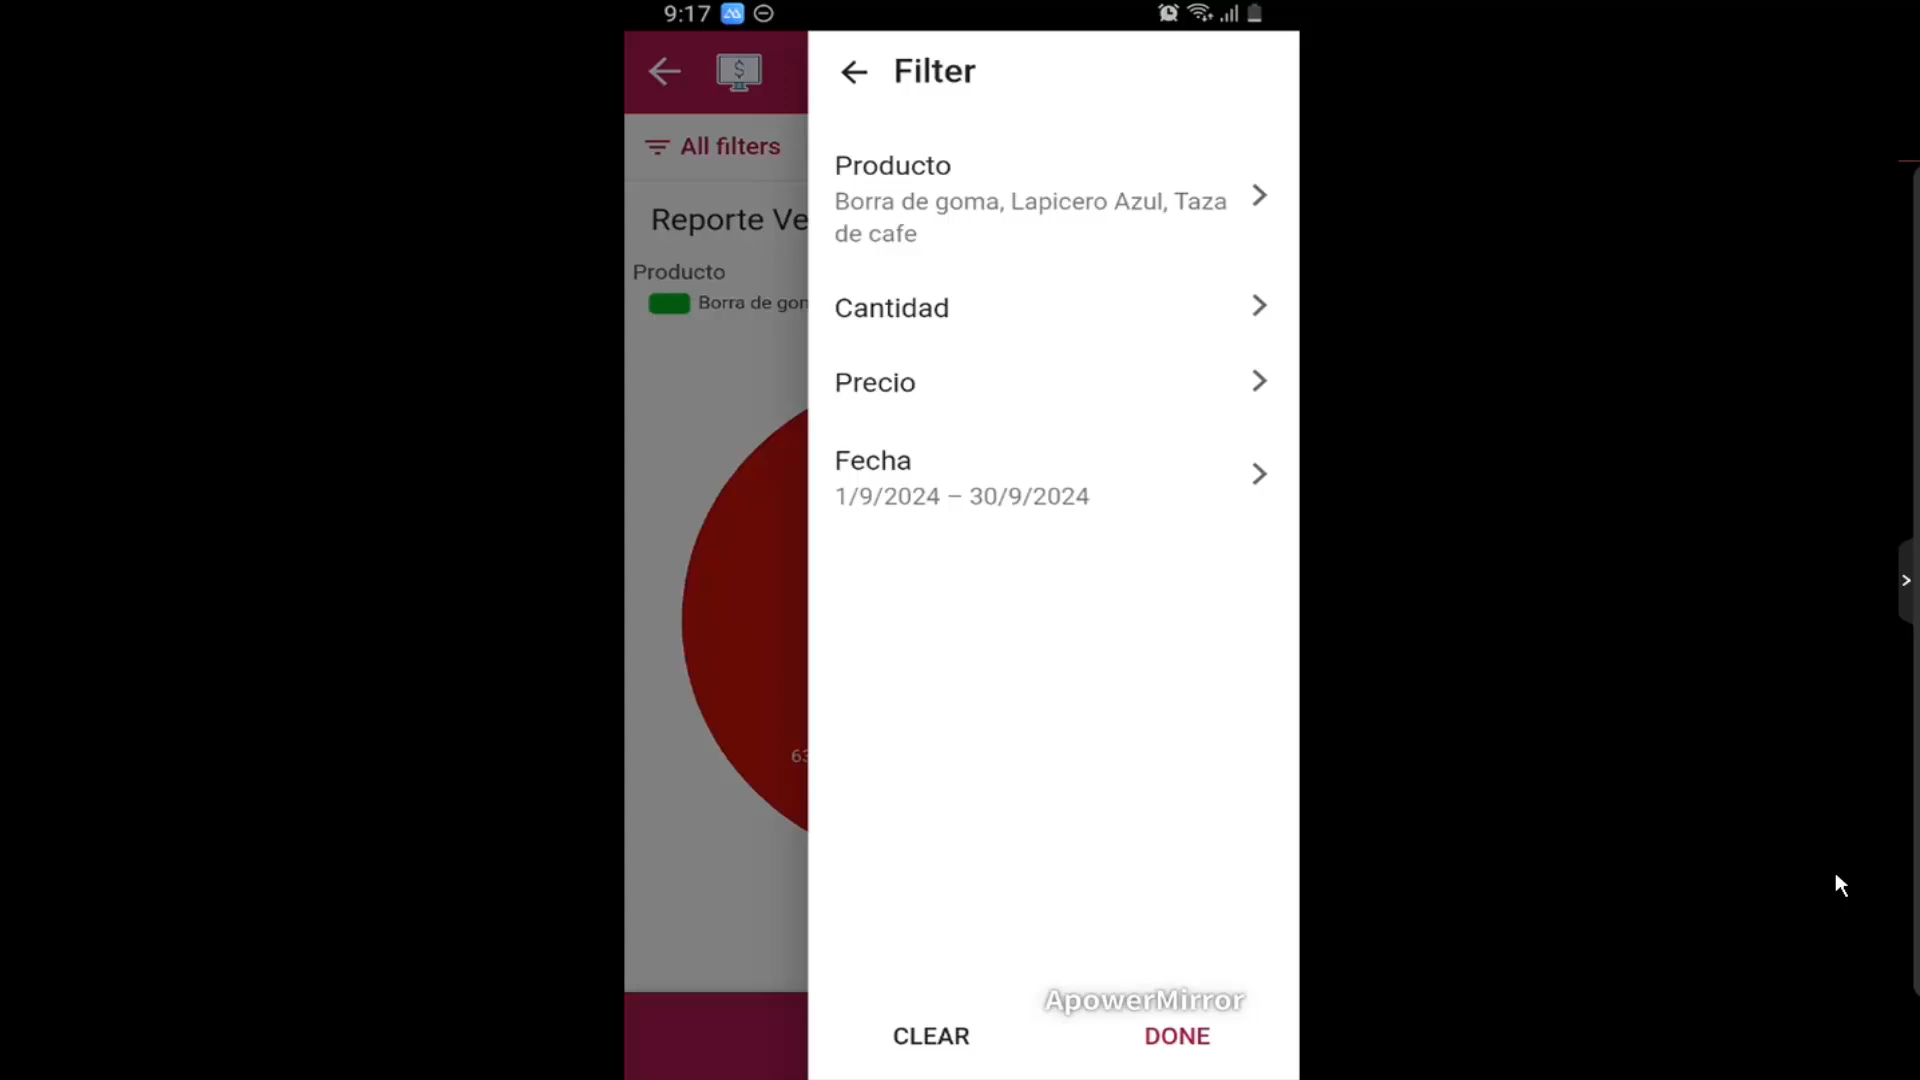 9:17
Filter
All filters
Reporte Ve
Producto
Borra de gon
63
$
Producto
Borra de goma, Lapicero Azul, Taza
de cafe
Cantidad
Precio
Fecha
1/9/2024 – 30/9/2024
ApowerMirror
CLEAR
DONE